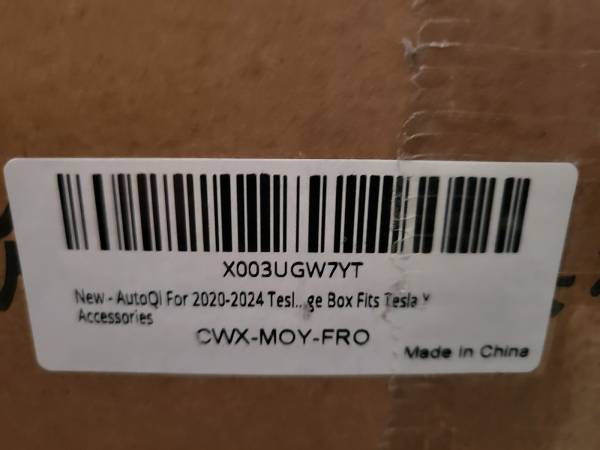 X003UGW7YT
New - AutoQi For 2020-2024 Tesl... ge Box Fits Tesla Y
Accessories
CWX-MOY-FRO
Made in China